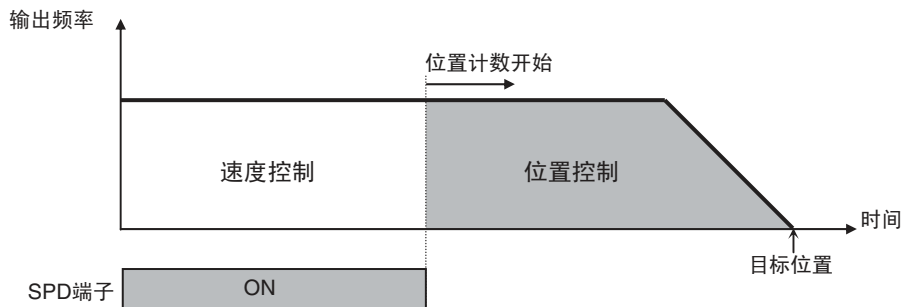 输出频率
位置计数开始
速度控制
位置控制
时间
目标位置
SPD端子
ON